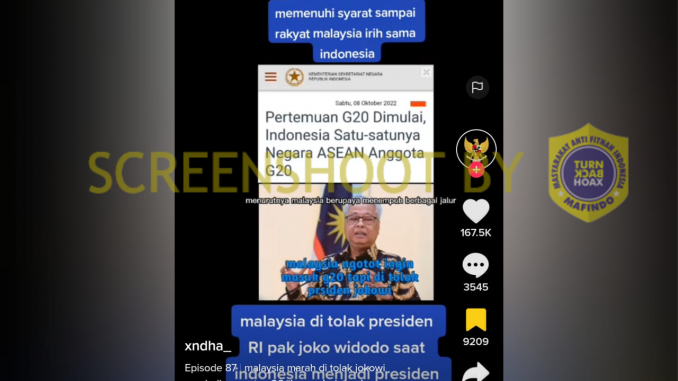 memenuhi syarat sampai
rakyat malaysia irih sama
indonesia
KEMENTERIAN SEKRETARIAT NEGARA
REPUBLIK INDONESIA
Sabtu, 08 Oktober 2022
Pertemuan G20 Dimulai,
Indonesia Satu-satunya
Negara ASEAN Anggota
G20
SCREENSHOOT BY
MASYARAKAT ANTI FITNAH INDONESIA
TURN
BACK
HOAX
MAFINDO
menurutnya malaysia berupaya menempuh berbagai jalur
167.5K
malaysia ngotot ingin
masuk g20 tapi di tolak
prsiden jokowi
3545
malaysia di tolak presiden
9209
xndha_
RI pak joko widodo saat
Episode 87 malaysia marah di tolak jokowi
indonesia menjadi presiden